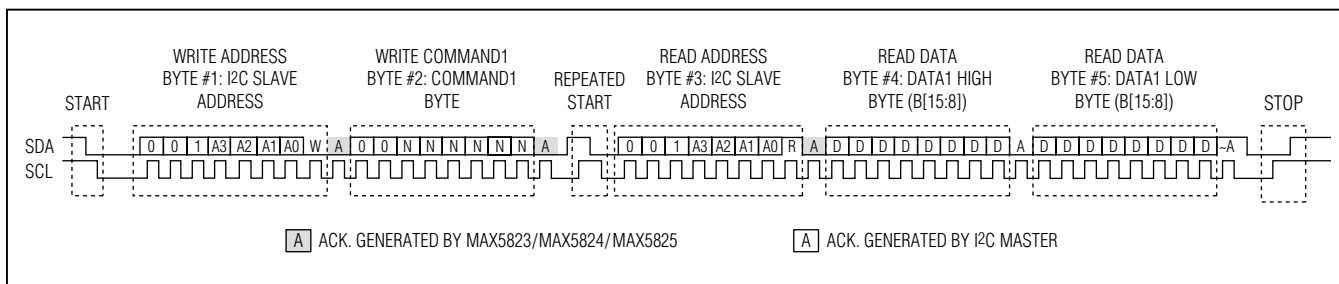 WRITE ADDRESS
BYTE #1: I2C SLAVE
ADDRESS
WRITE COMMAND1
BYTE #2: COMMAND1
BYTE
READ ADDRESS
BYTE #3: I2C SLAVE
ADDRESS
READ DATA
BYTE #4: DATA1 HIGH
BYTE (B[15:8])
READ DATA
BYTE #5: DATA1 LOW
BYTE (B[15:8])
START
REPEATED
START
STOP
SDA 0 0 1 A3 A2 A1 A0 W A 0 0 N N N N N N A 0 0 1 A3 A2 A1 A0 R A D D D D D D D D A D D D D D D D D ~A
SCL
A ACK. GENERATED BY MAX5823/MAX5824/MAX5825
A ACK. GENERATED BY I2C MASTER